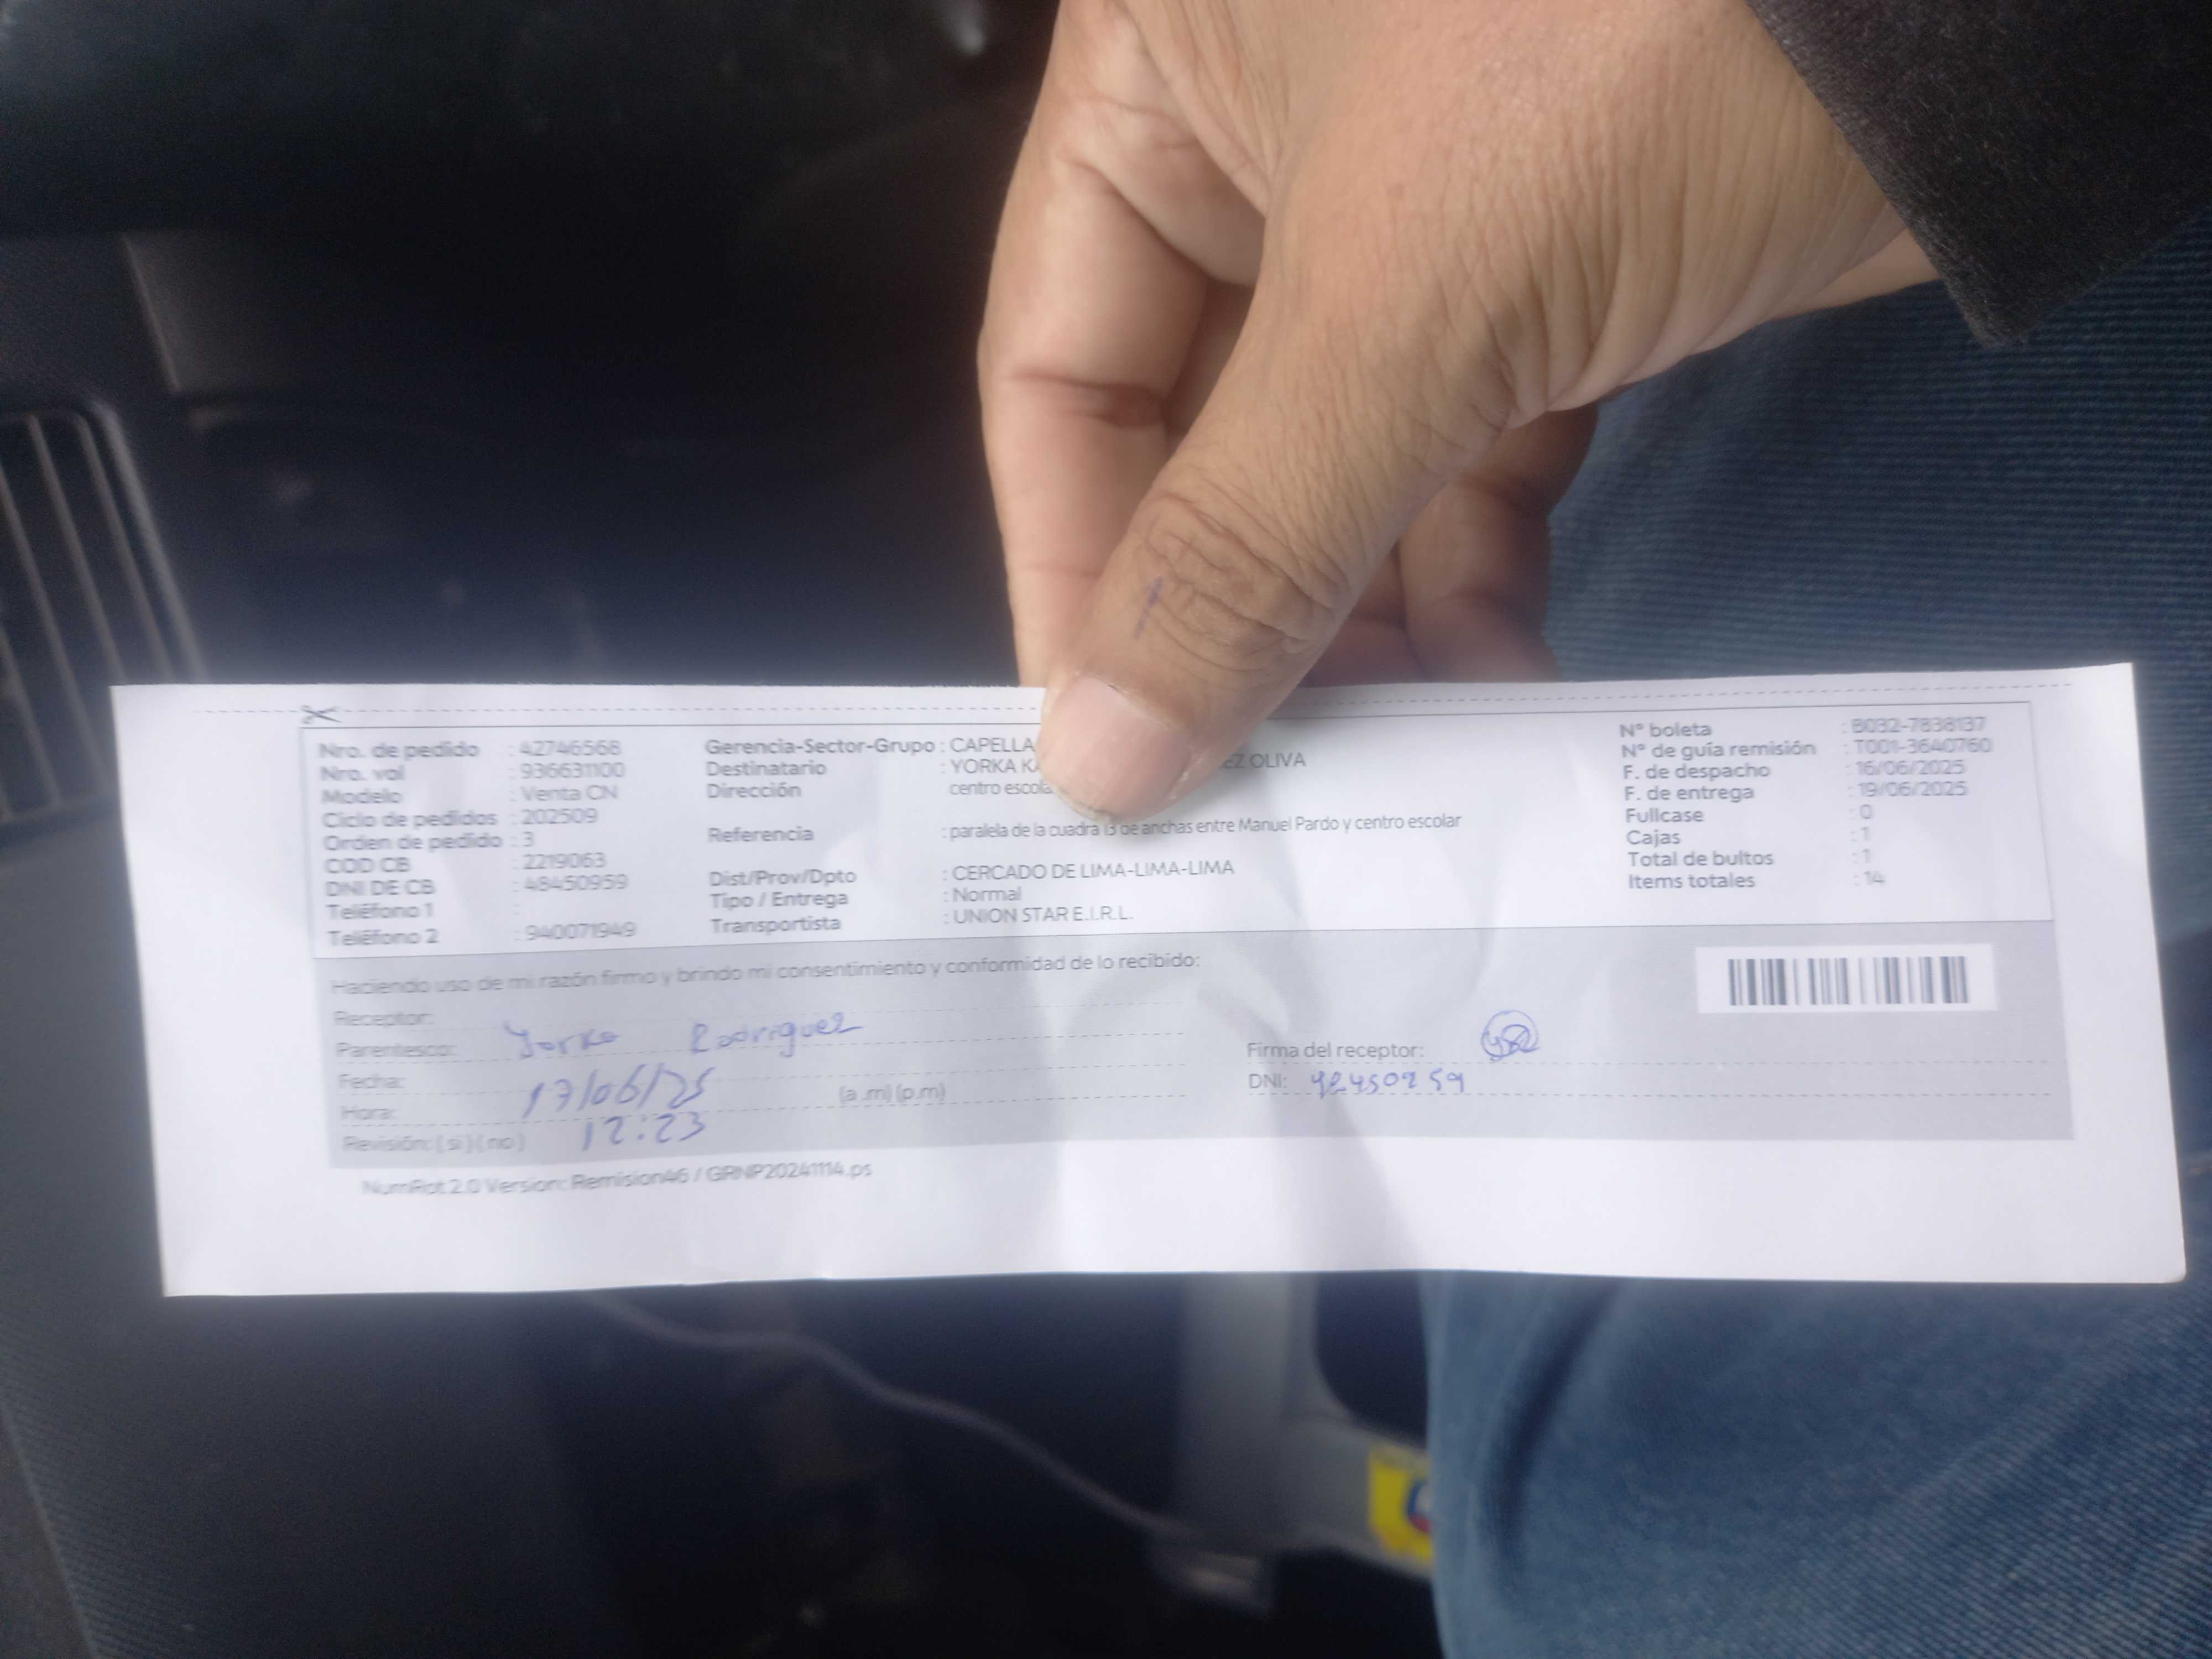 Nro. de pedido : 42746568
Nro. vol : 936631100
Modelo : Venta CN
Ciclo de pedidos : 202509
Orden de pedido : 3
COD CB : 2219063
DNI DE CB : 48450959
Teléfono 1 :
Teléfono 2 : 940071949
Gerencia-Sector-Grupo : CAPELLA
Destinatario : YORKA EZ OLIVA
Dirección centro
Referencia : paralela de la cuadra 13 de anchas entre Manuel Pardo y centro escolar
Dist/Prov/Dpto : CERCADO DE LIMA-LIMA-LIMA
Tipo / Entrega : Normal
Transportista : UNION STAR E.I.R.L.
N° boleta : B032-7838137
N° de guía remisión : T001-3640760
F. de despacho : 16/06/2025
F. de entrega : 19/06/2025
Fullcase : 0
Cajas : 1
Total de bultos : 1
Items totales : 14
Haciendo uso de mi razón firmo y brindo mi consentimiento y conformidad de lo recibido:
Receptor:
Parentesco: Yorka Rodriguez
Fecha: 17/06/25
Hora: 12:23 (a .m) (p.m)
Revisión: ( si ) ( no )
Firma del receptor:
DNI:
NumRpt 2.0 Version: Remision46 / GRNP20241114.ps